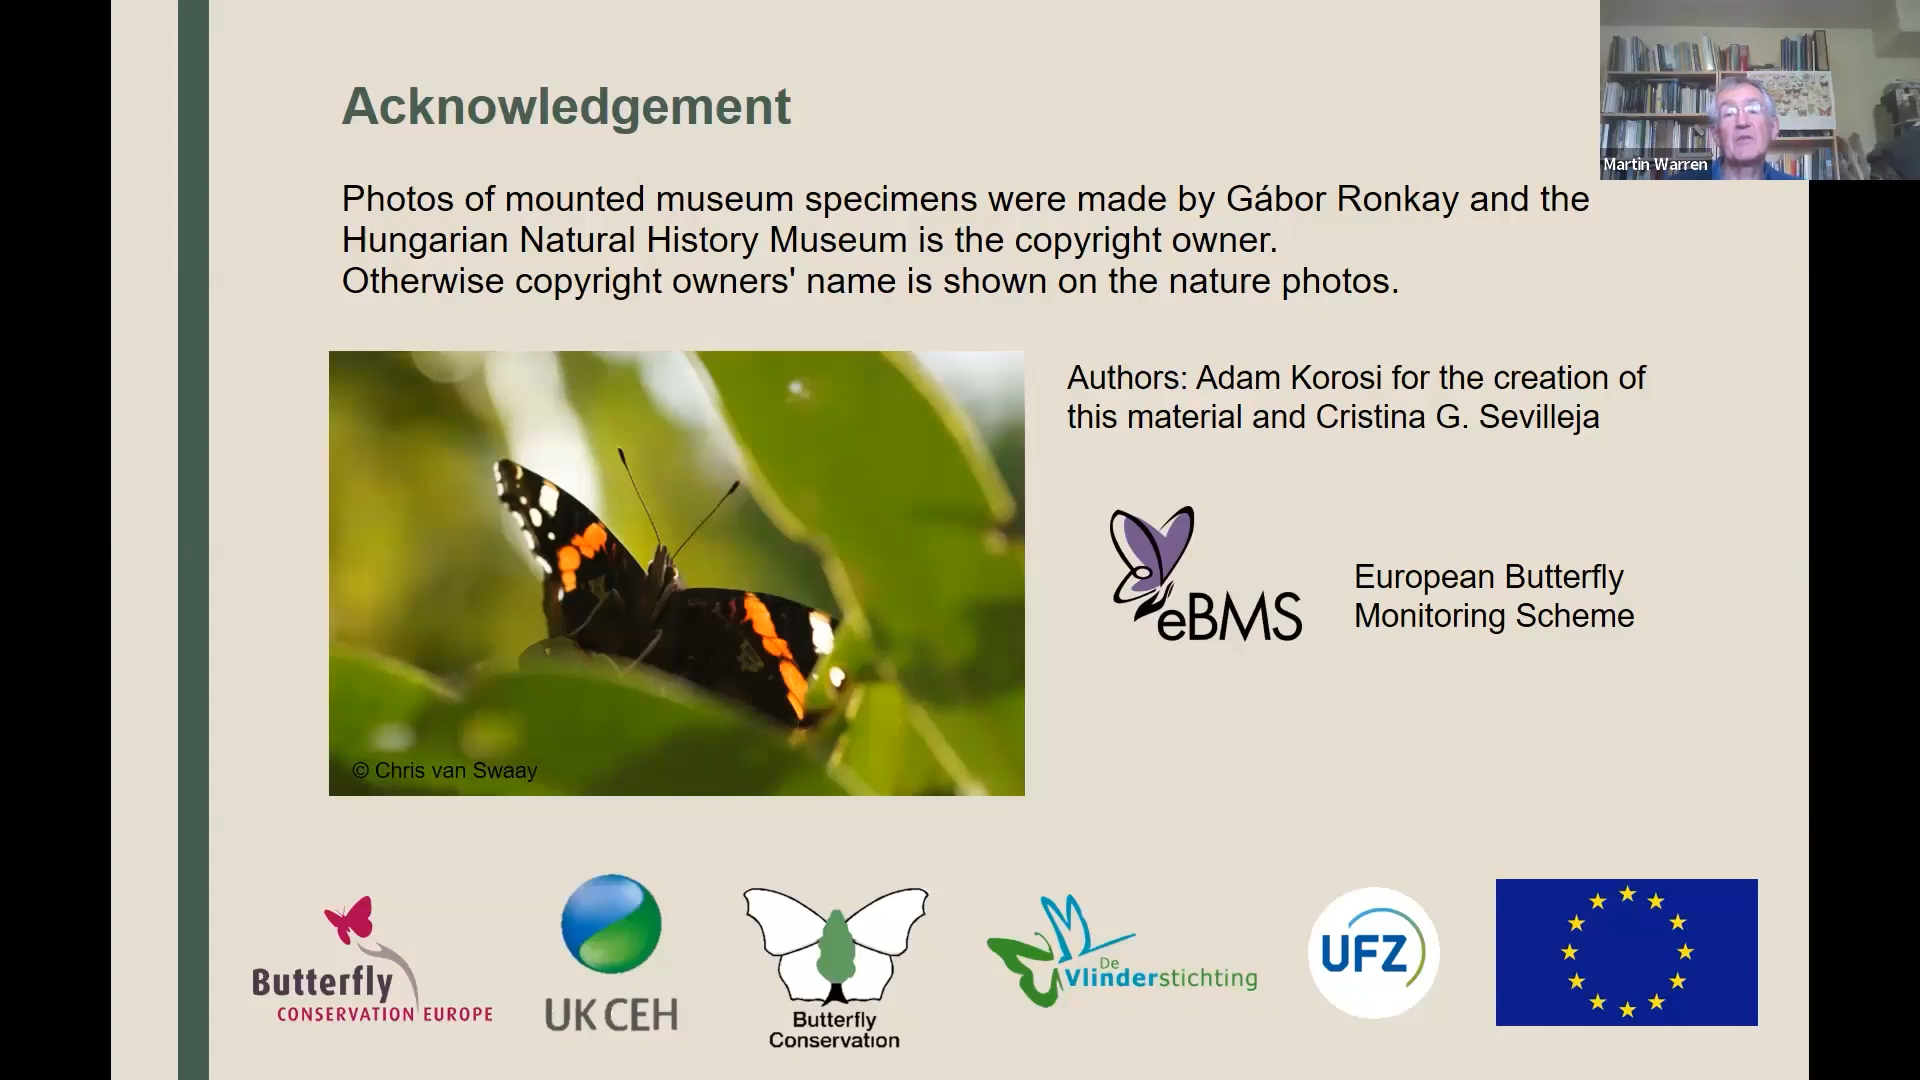 Acknowledgement
Martin Warren
Photos of mounted museum specimens were made by Gábor Ronkay and the
Hungarian Natural History Museum is the copyright owner.
Otherwise copyright owners' name is shown on the nature photos.
Authors: Adam Korosi for the creation of
this material and Cristina G. Sevilleja
eBMS
European Butterfly
Monitoring Scheme
© Chris van Swaay
Butterfly
CONSERVATION EUROPE
UK CEH
Butterfly
Conservation
De
Vlinderstichting
UFZ